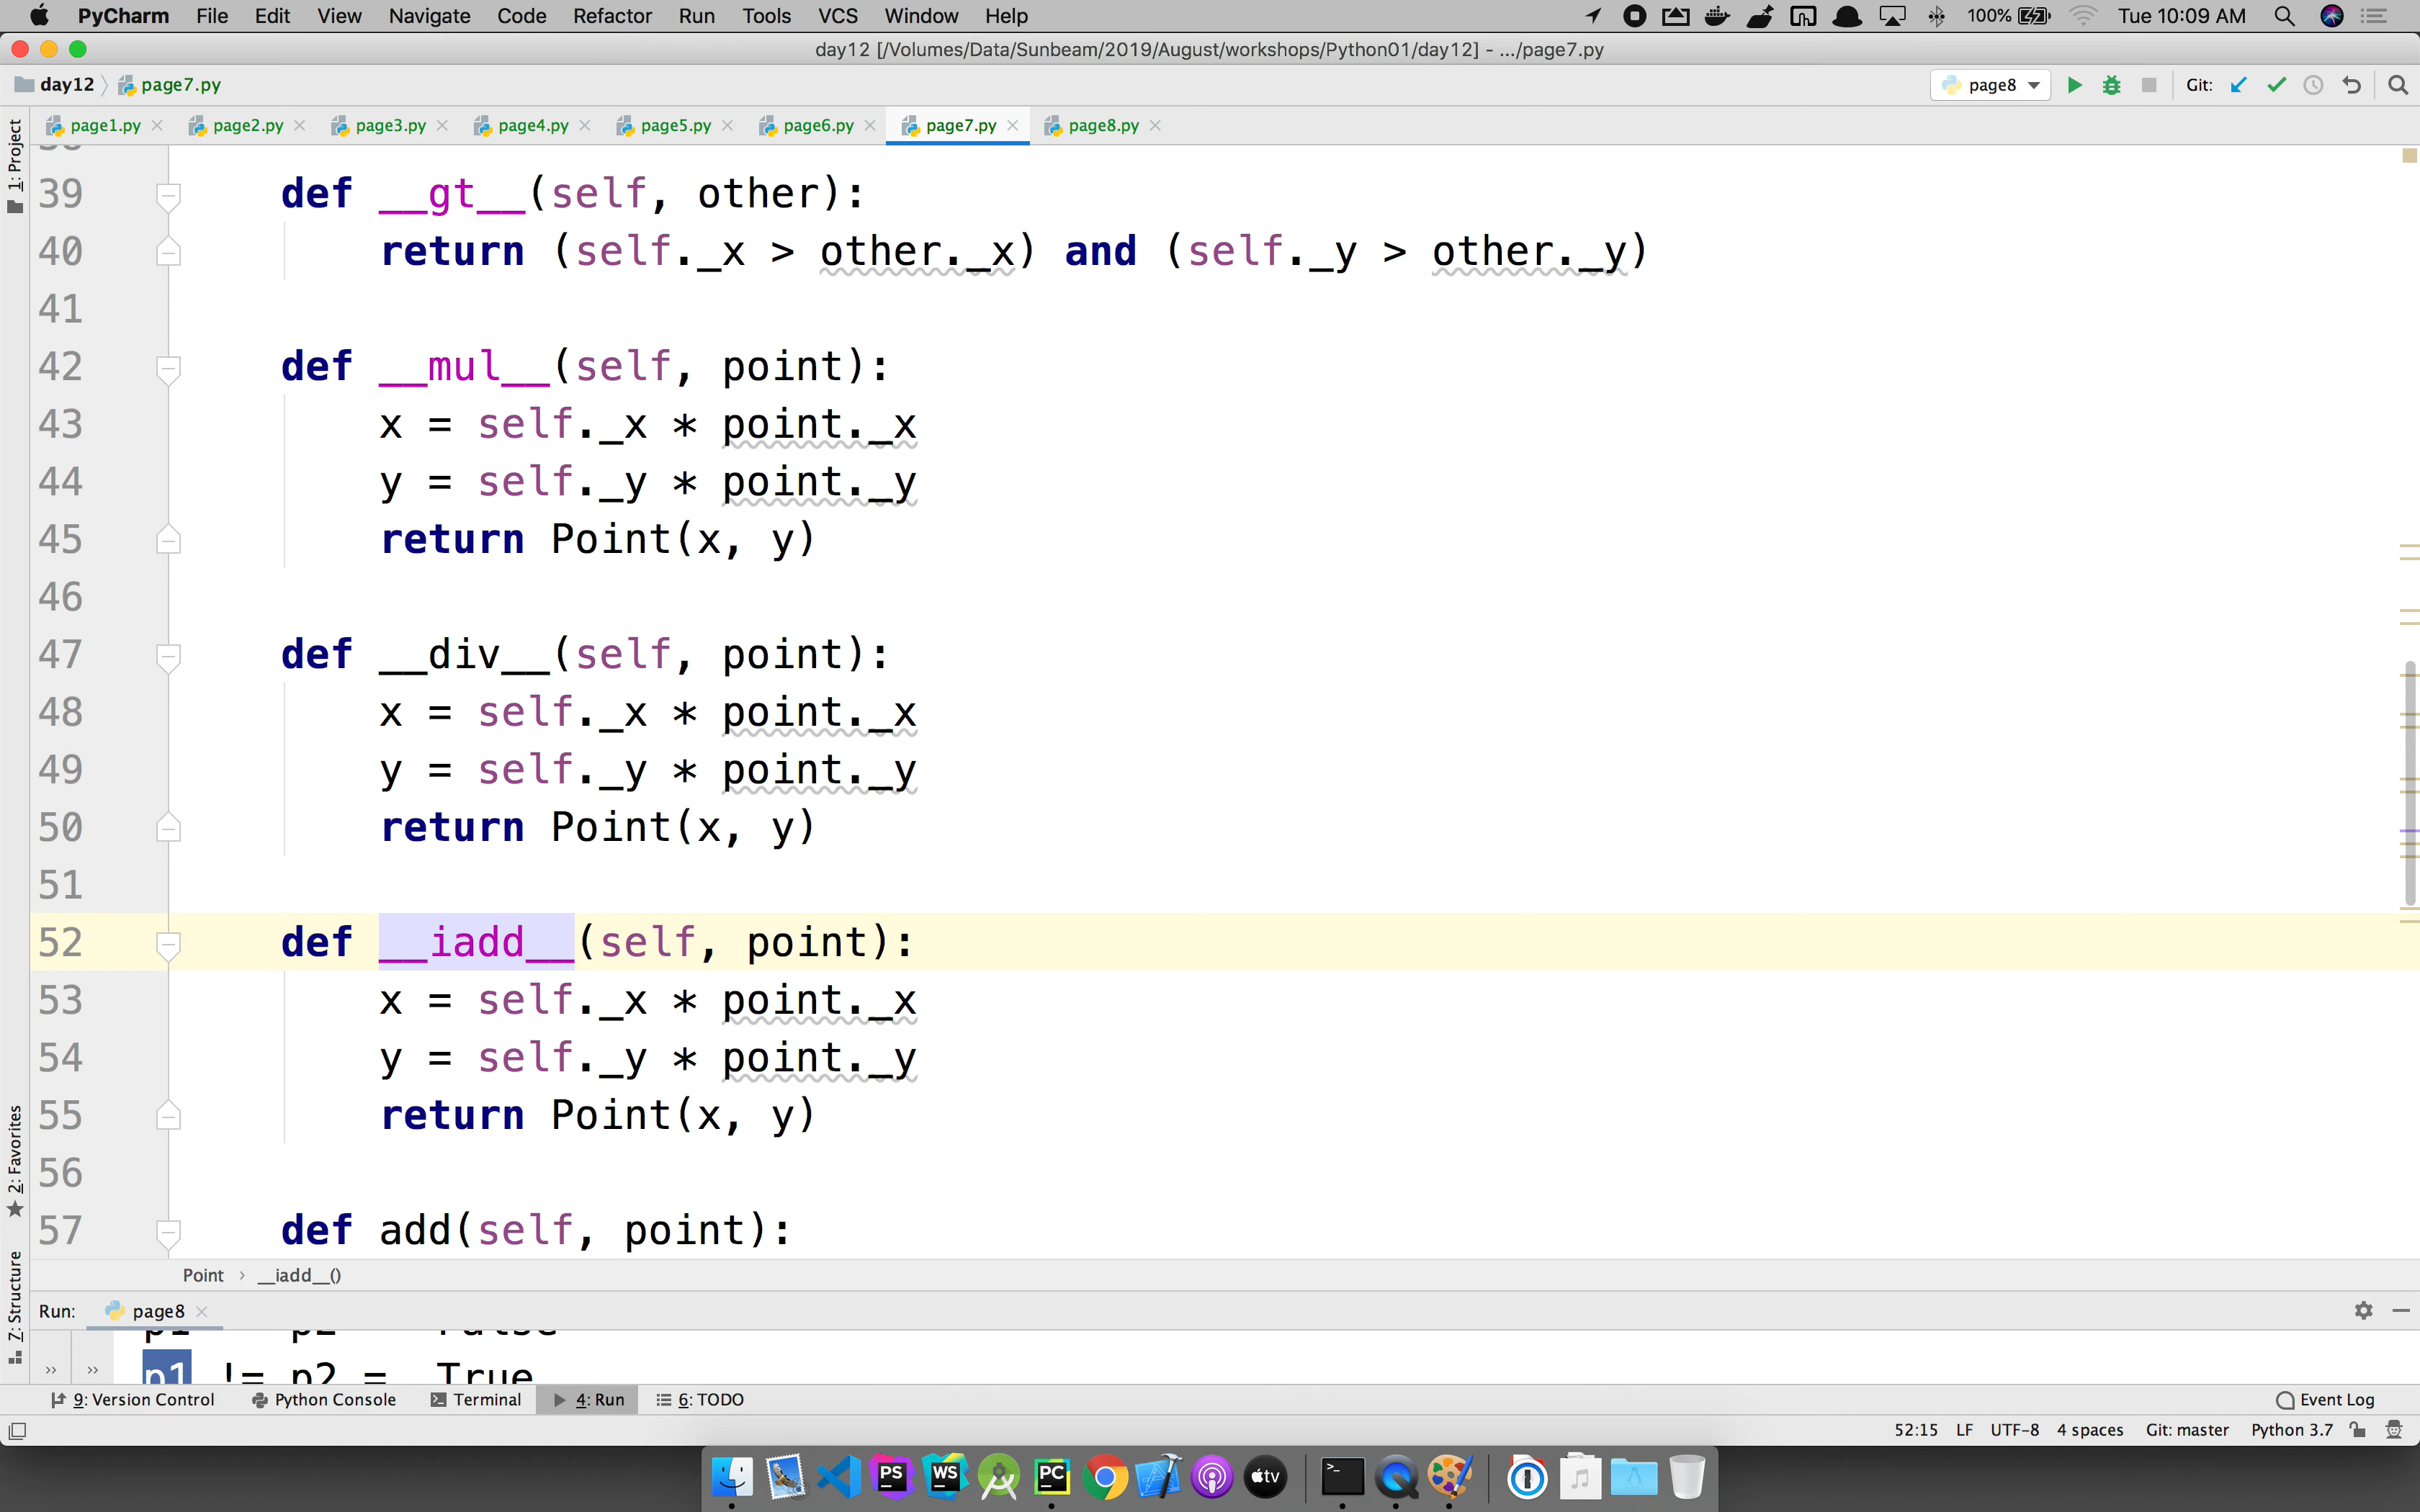 PyCharm File Edit View Navigate Code Refactor Run Tools VCS Window Help 100% Tue 10:09 AM
day12 [/Volumes/Data/Sunbeam/2019/August/workshops/Python01/day12] - .../page7.py
day12 page7.py page8 Git:
page1.py page2.py page3.py page4.py page5.py page6.py page7.py page8.py
1: Project
39 def __gt__(self, other):
40 return (self._x > other._x) and (self._y > other._y)
41
42 def __mul__(self, point):
43 x = self._x * point._x
44 y = self._y * point._y
45 return Point(x, y)
46
47 def __div__(self, point):
48 x = self._x * point._x
49 y = self._y * point._y
50 return Point(x, y)
51
52 def __iadd__(self, point):
53 x = self._x * point._x
54 y = self._y * point._y
55 return Point(x, y)
56
57 def add(self, point):
2: Favorites
7: Structure
Point › __iadd__()
Run: page8
p1 != p2 = True
9: Version Control Python Console Terminal 4: Run 6: TODO Event Log
52:15 LF UTF-8 4 spaces Git: master Python 3.7
PS WS PC tv